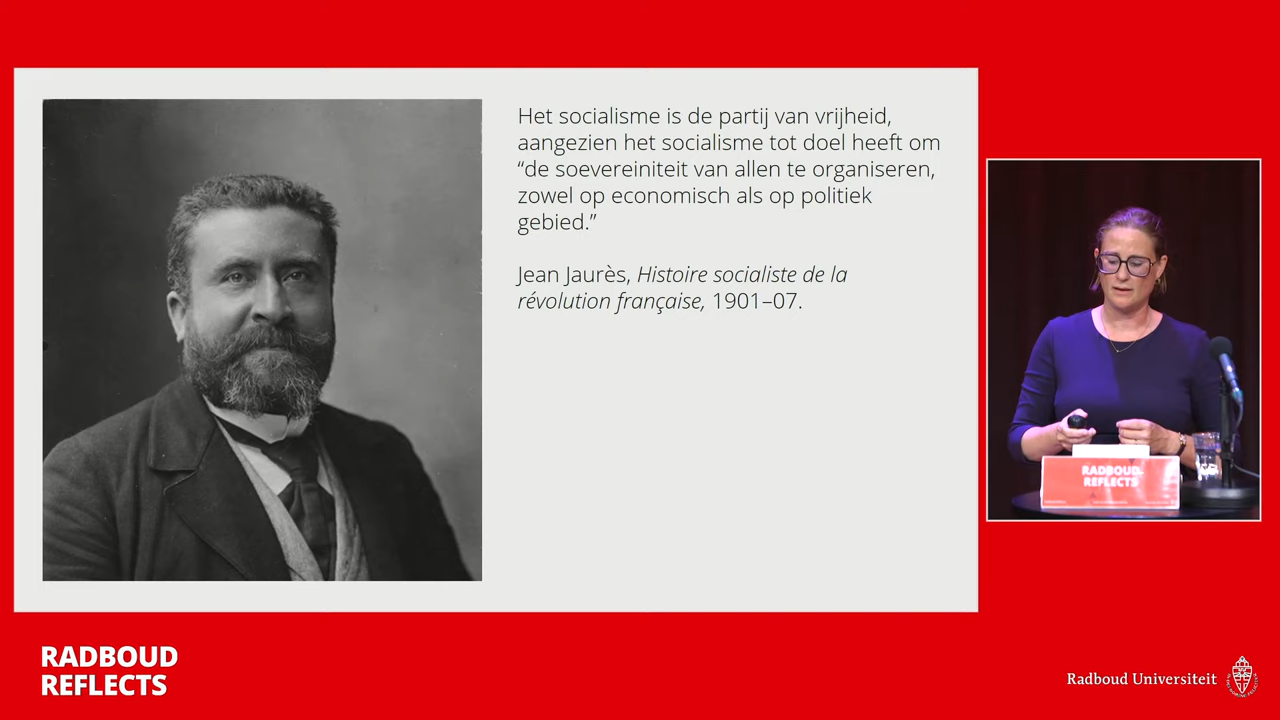 Het socialisme is de partij van vrijheid,
aangezien het socialisme tot doel heeft om
“de soevereiniteit van allen te organiseren,
zowel op economisch als op politiek
gebied.”
Jean Jaurès, Histoire socialiste de la
révolution française, 1901–07.
RADBOUD
REFLECTS
RADBOUD
REFLECTS
Radboud Universiteit